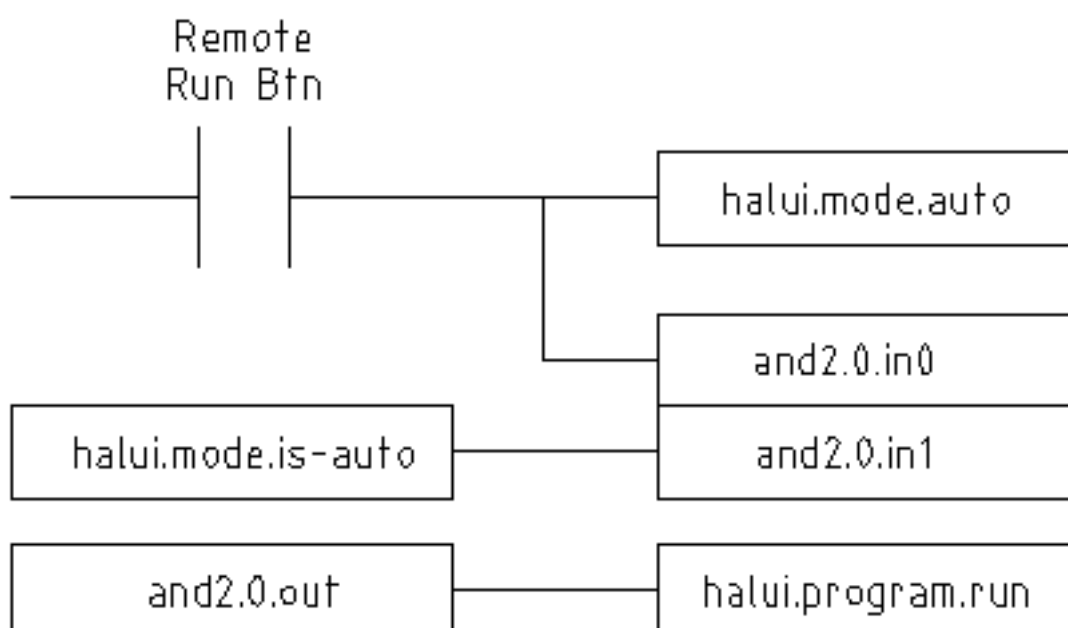 Remote
Run Btn
halui.mode.auto
and2.0.in0
halui.mode.is-auto
and2.0.in1
and2.0.out
halui.program.run